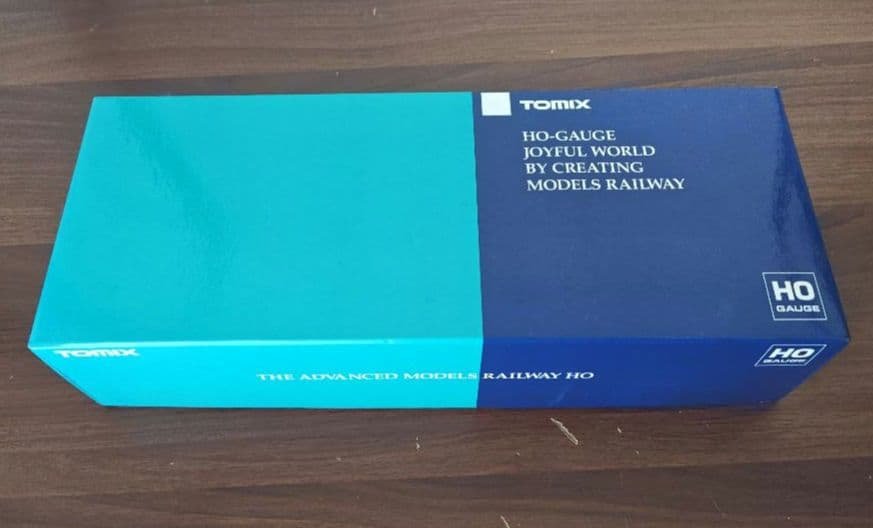 TOMIX
HO-GAUGE
JOYFUL WORLD
BY CREATING
MODELS RAILWAY
HO
GAUGE
TOMIX
THE ADVANCED MODELS RAILWAY HO
HO
GAUGE